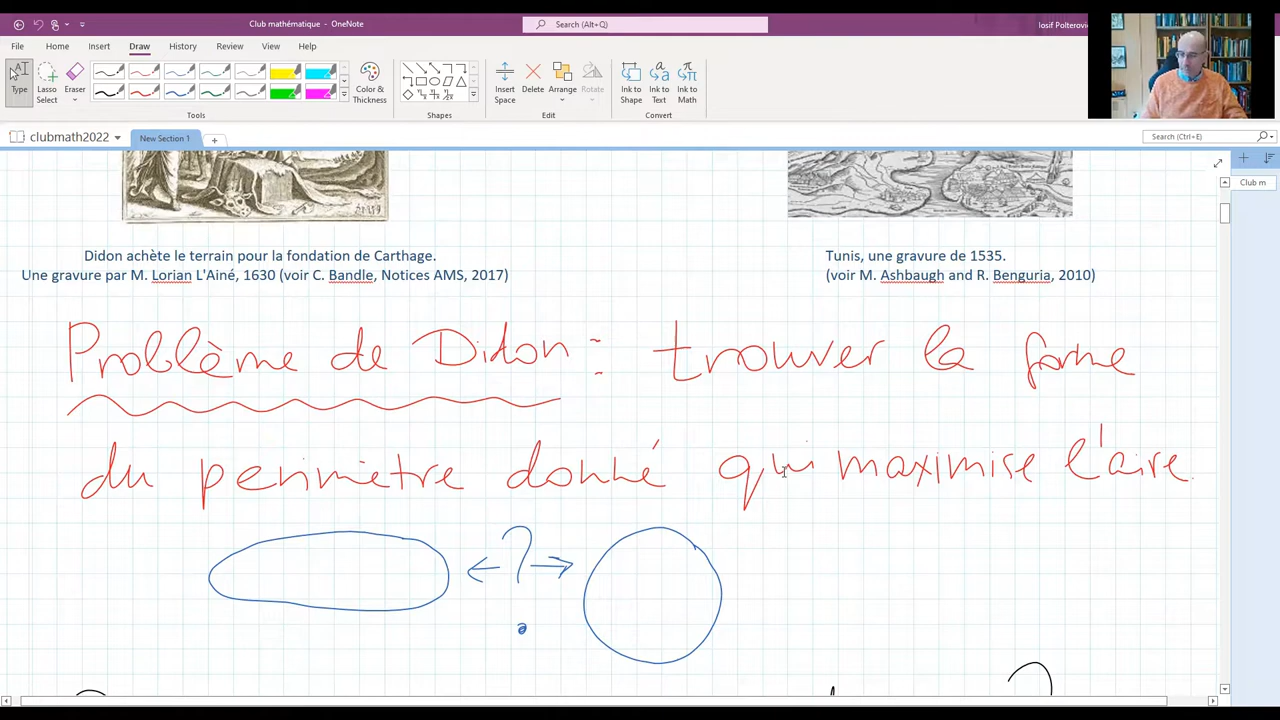 Club mathématique - OneNote
Search (Alt+Q)
Iosif Polterovic
File Home Insert Draw History Review View Help
Type
Lasso Select
Eraser
Color & Thickness
Insert Space
Delete
Arrange
Rotate
Ink to Shape
Ink to Text
Ink to Math
Tools
Shapes
Edit
Convert
clubmath2022
New Section 1
Search (Ctrl+E)
Club m
Didon achète le terrain pour la fondation de Carthage.
Une gravure par M. Lorian L'Ainé, 1630 (voir C. Bandle, Notices AMS, 2017)
Tunis, une gravure de 1535.
(voir M. Ashbaugh and R. Benguria, 2010)
Problème de Didon : trouver la forme
du perimètre donné qui maximise l'aire.
← ? →